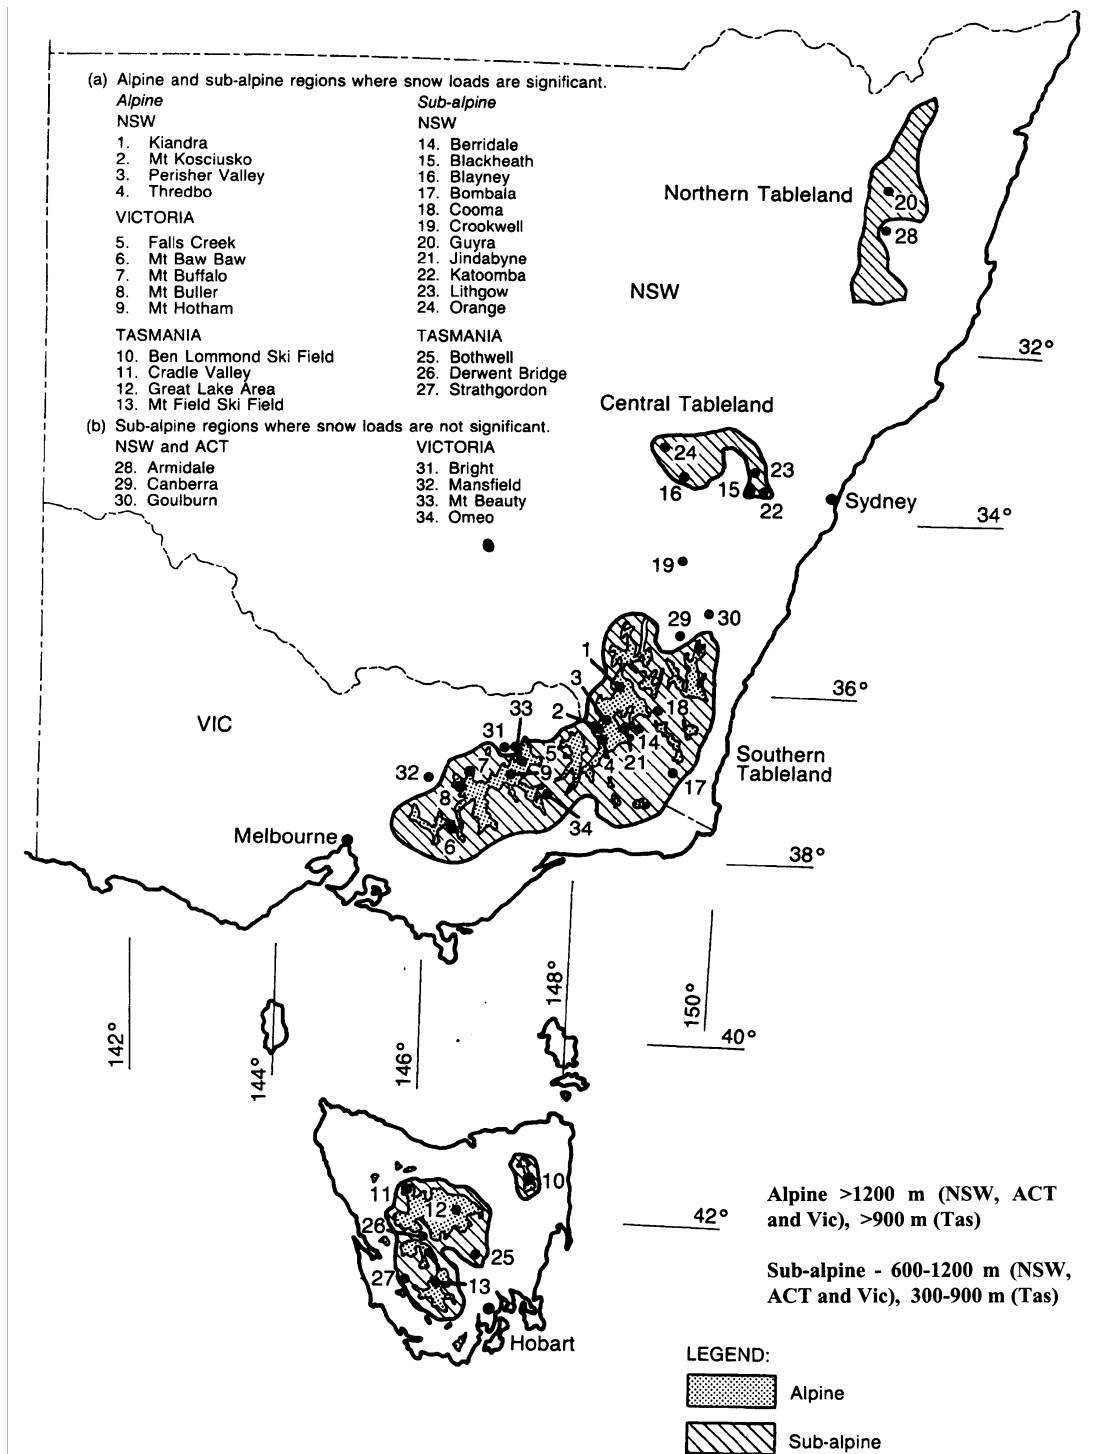 (a) Alpine and sub-alpine regions where snow loads are significant.
Alpine
NSW
1. Kiandra
2. Mt Kosciusko
3. Perisher Valley
4. Thredbo
VICTORIA
5. Falls Creek
6. Mt Baw Baw
7. Mt Buffalo
8. Mt Buller
9. Mt Hotham
TASMANIA
10. Ben Lommond Ski Field
11. Cradle Valley
12. Great Lake Area
13. Mt Field Ski Field
Sub-alpine
NSW
14. Berridale
15. Blackheath
16. Blayney
17. Bombala
18. Cooma
19. Crookwell
20. Guyra
21. Jindabyne
22. Katoomba
23. Lithgow
24. Orange
TASMANIA
25. Bothwell
26. Derwent Bridge
27. Strathgordon
(b) Sub-alpine regions where snow loads are not significant.
NSW and ACT
28. Armidale
29. Canberra
30. Goulburn
VICTORIA
31. Bright
32. Mansfield
33. Mt Beauty
34. Omeo
Northern Tableland
20
28
NSW
32°
Central Tableland
24
23
16
15
22
Sydney
34°
19
29
30
1
3
36°
18
33
2
VIC
31
14
5
Southern
Tableland
4
21
7
9
32
17
8
34
Melbourne
6
38°
148°
150°
142°
144°
146°
40°
10
11
12
42°
26
25
27
13
Hobart
Alpine >1200 m (NSW, ACT
and Vic), >900 m (Tas)
Sub-alpine - 600-1200 m (NSW,
ACT and Vic), 300-900 m (Tas)
LEGEND:
Alpine
Sub-alpine